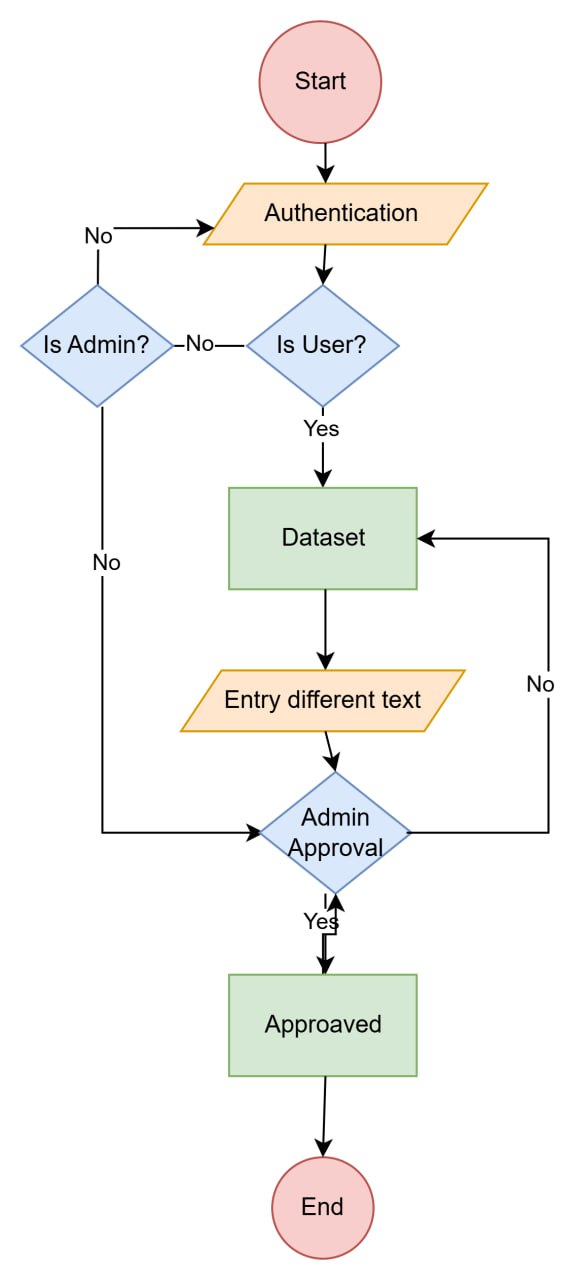 Start
Authentication
No
Is Admin?
No
Is User?
Yes
Dataset
No
Entry different text
No
Admin
Approval
Yes
Approaved
End